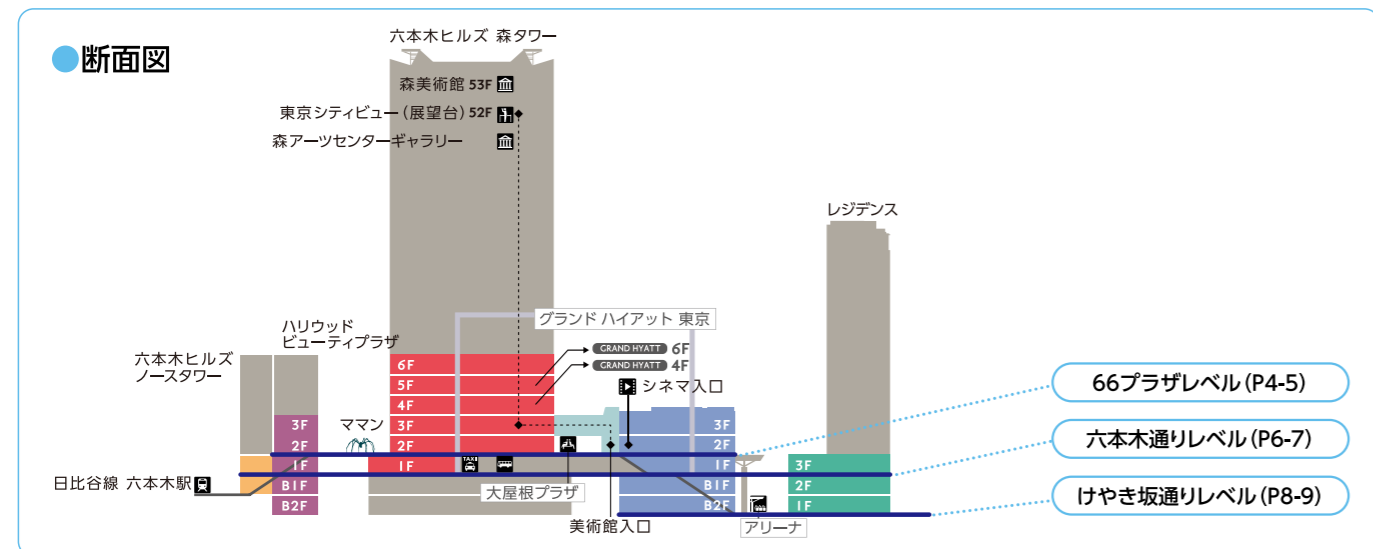 ●断面図
六本木ヒルズ 森タワー
森美術館 53F
東京シティビュー(展望台) 52F
森アーツセンターギャラリー
レジデンス
グランド ハイアット 東京
ハリウッド
ビューティプラザ
六本木ヒルズ
ノースタワー
GRAND HYATT 6F
GRAND HYATT 4F
シネマ入口
6F
5F
4F
3F
2F
1F
ママン
3F
2F
1F
B1F
B2F
TAXI
3F
2F
1F
B1F
B2F
3F
2F
1F
日比谷線 六本木駅
大屋根プラザ
美術館入口
アリーナ
66プラザレベル(P4-5)
六本木通りレベル(P6-7)
けやき坂通りレベル(P8-9)